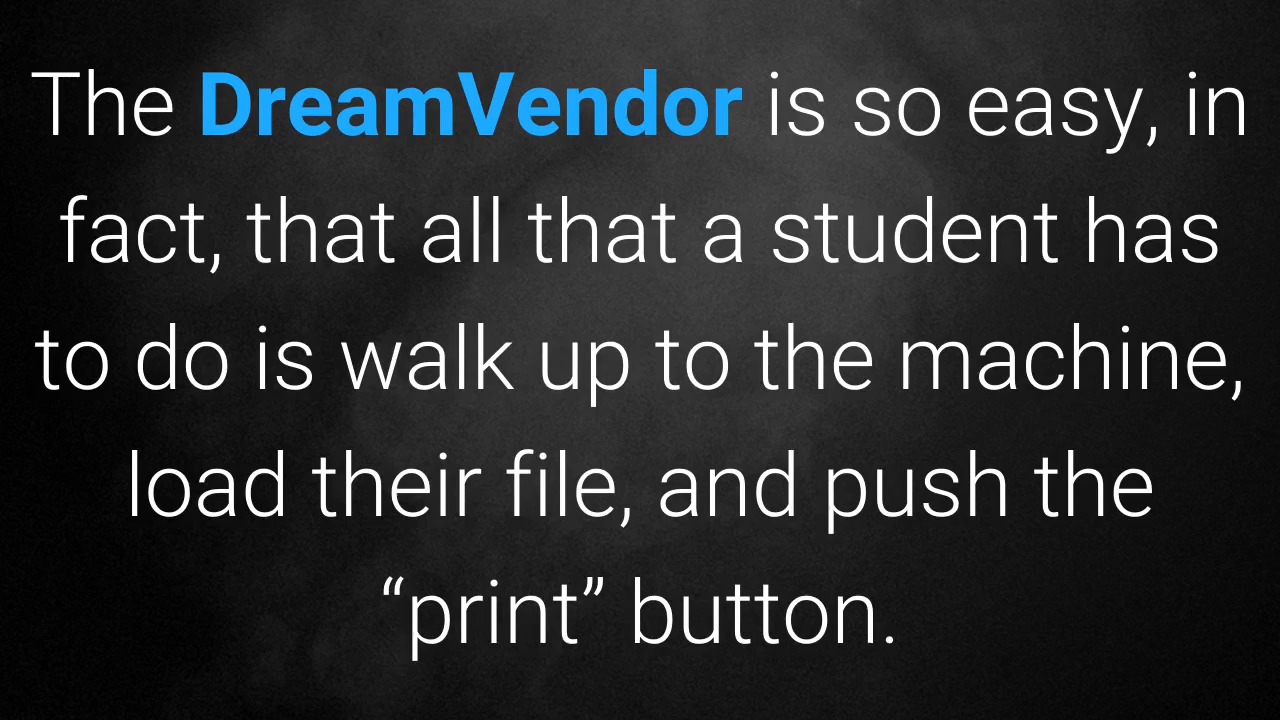 The DreamVendor is so easy, in
fact, that all that a student has
to do is walk up to the machine,
load their file, and push the
“print” button.